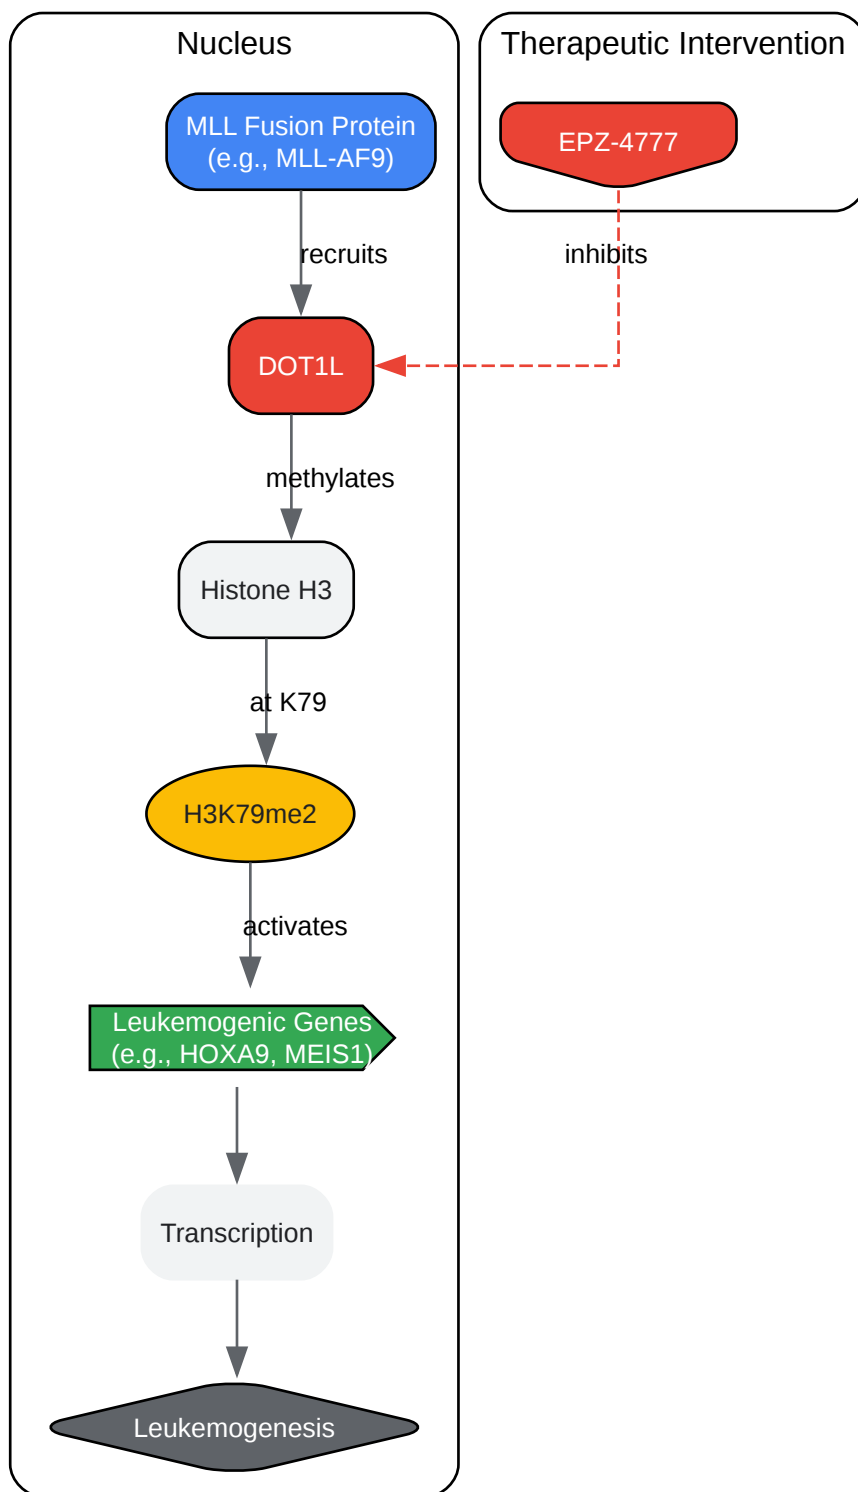 Nucleus
Therapeutic Intervention
MLL Fusion Protein
(e.g., MLL-AF9)
EPZ-4777
recruits
inhibits
DOT1L
methylates
Histone H3
at K79
H3K79me2
activates
Leukemogenic Genes
(e.g., HOXA9, MEIS1)
Transcription
Leukemogenesis